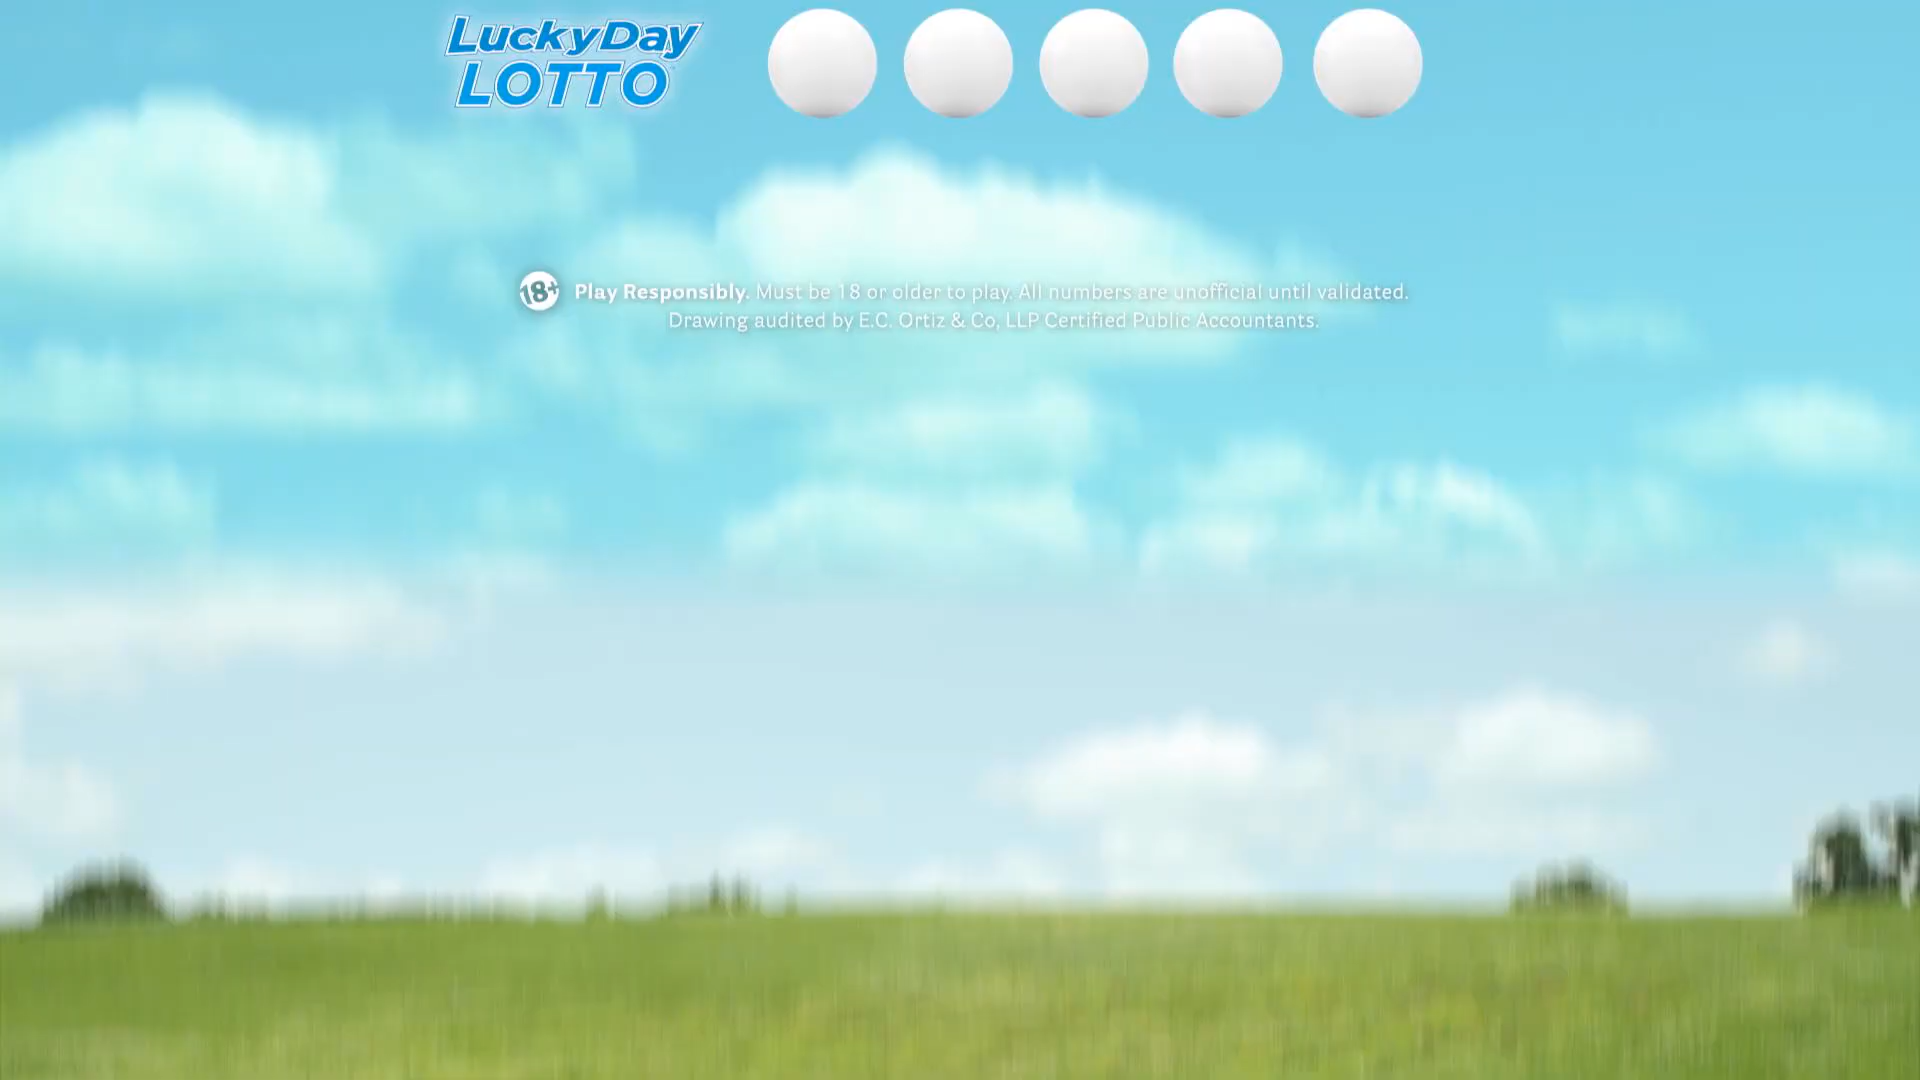 LuckyDay
LOTTO
18+ Play Responsibly. Must be 18 or older to play. All numbers are unofficial until validated.
Drawing audited by E.C. Ortiz & Co, LLP Certified Public Accountants.